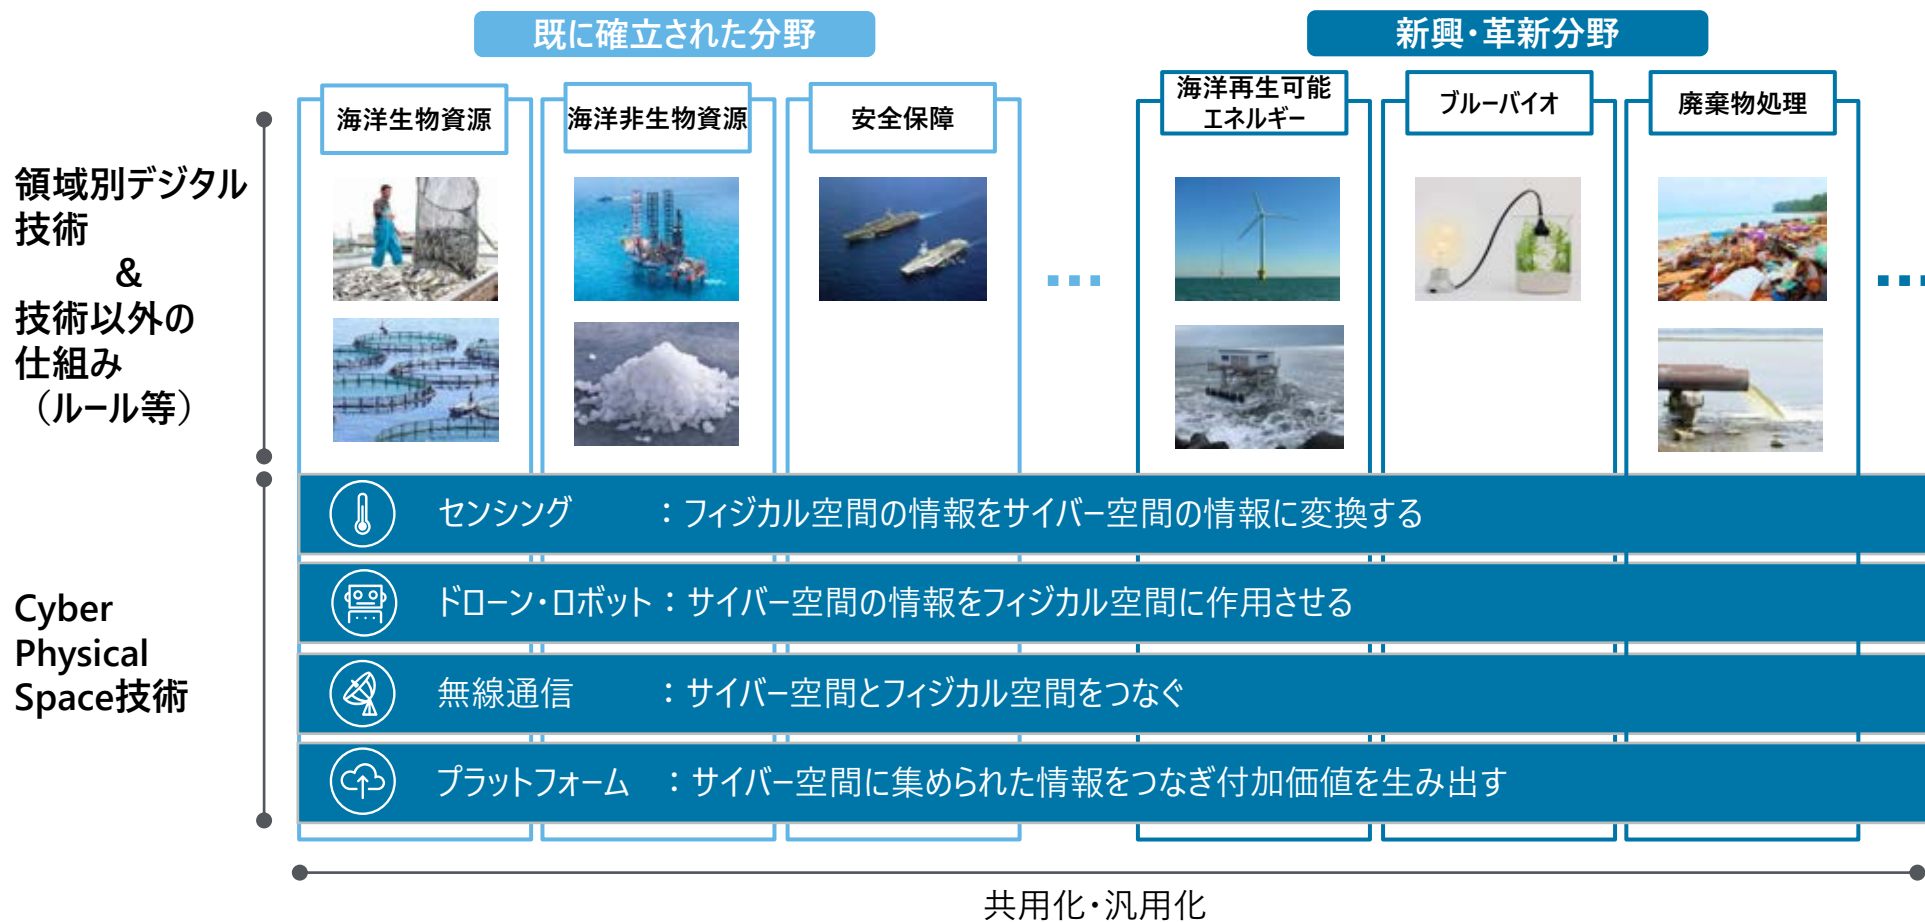 既に確立された分野
新興・革新分野
海洋生物資源
海洋非生物資源
安全保障
海洋再生可能
エネルギー
ブルーバイオ
廃棄物処理
領域別デジタル
技術
&
技術以外の
仕組み
（ルール等）
センシング　：フィジカル空間の情報をサイバー空間の情報に変換する
ドローン・ロボット：サイバー空間の情報をフィジカル空間に作用させる
無線通信　：サイバー空間とフィジカル空間をつなぐ
プラットフォーム　：サイバー空間に集められた情報をつなぎ付加価値を生み出す
Cyber
Physical
Space技術
共用化・汎用化